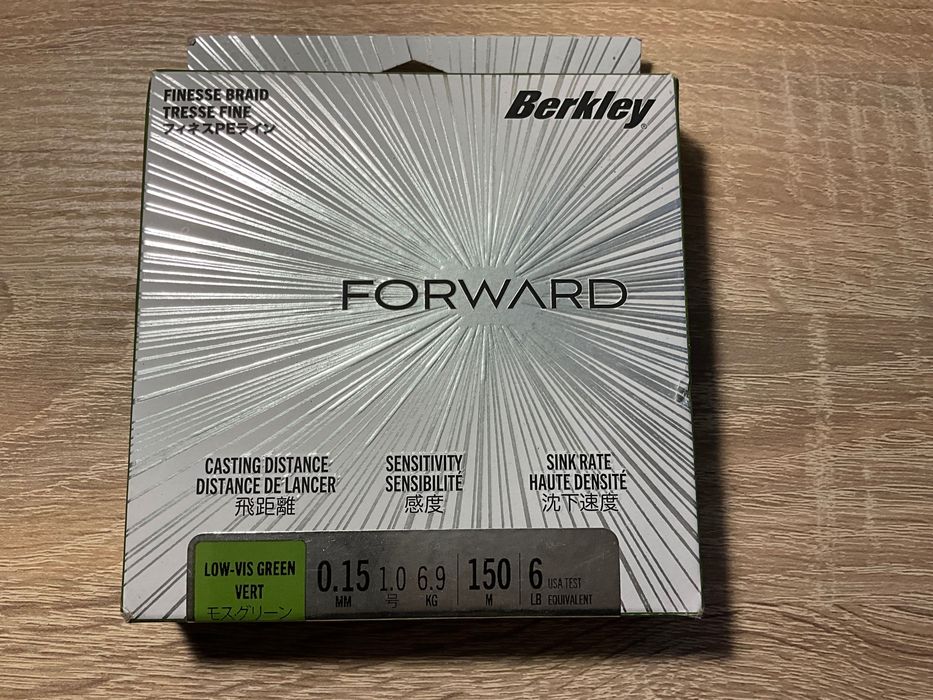 FINESSE BRAID
TRESSE FINE
フィネスPEライン
Berkley®
FORWARD
CASTING DISTANCE
DISTANCE DE LANCER
飛距離
SENSITIVITY
SENSIBILITÉ
感度
SINK RATE
HAUTE DENSITÉ
沈下速度
LOW-VIS GREEN
VERT
モス・グリーン
0.15
MM
1.0
号
6.9
KG
150
M
6
LB
USA TEST
EQUIVALENT